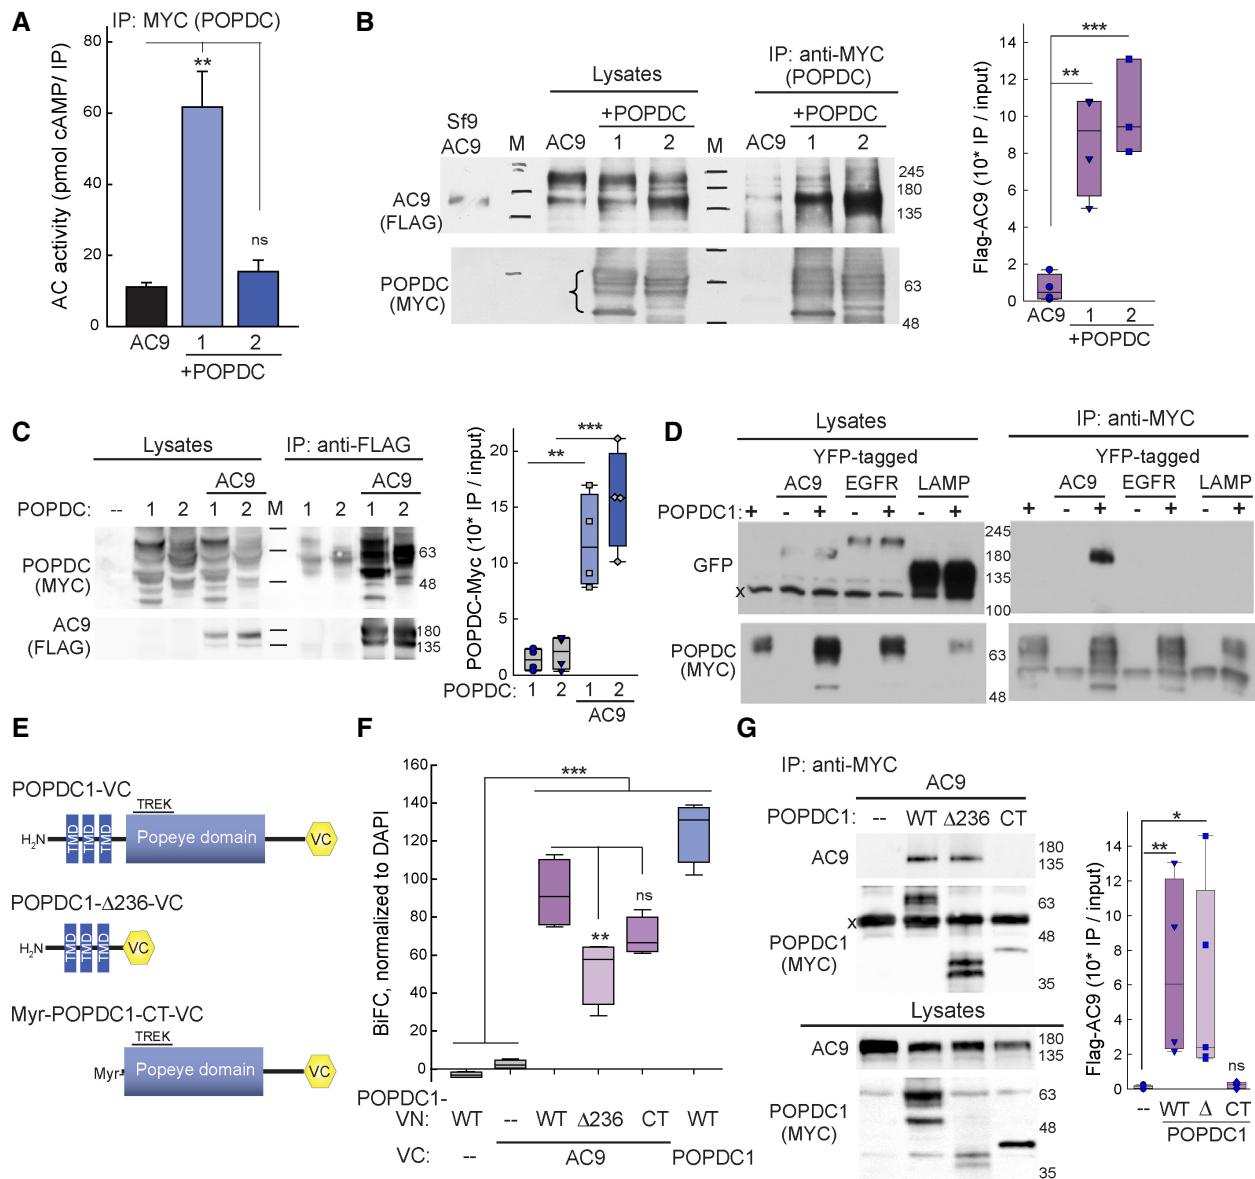 A
IP: MYC (POPDC)
AC activity (pmol cAMP/ IP)
80
60
40
20
0
**
ns
AC9
1
2
+POPDC
B
Lysates
IP: anti-MYC
(POPDC)
+POPDC
+POPDC
Sf9
AC9
M
AC9
1
2
M
AC9
1
2
AC9
(FLAG)
245
180
135
POPDC
(MYC)
63
48
Flag-AC9 (10* IP / input)
14
12
10
8
6
4
2
0
***
**
AC9
1
2
+POPDC
C
Lysates
IP: anti-FLAG
AC9
AC9
POPDC:
--
1
2
1
2
M
1
2
1
2
POPDC
(MYC)
63
48
AC9
(FLAG)
180
135
POPDC-Myc (10* IP / input)
20
15
10
5
0
***
**
POPDC:
1
2
1
2
AC9
D
Lysates
IP: anti-MYC
YFP-tagged
YFP-tagged
AC9
EGFR
LAMP
AC9
EGFR
LAMP
POPDC1:
+
-
+
-
+
-
+
+
-
+
-
+
-
+
GFP
x
245
180
135
100
POPDC
(MYC)
63
48
E
POPDC1-VC
TREK
H2N
TMD
TMD
TMD
Popeye domain
VC
POPDC1-Δ236-VC
H2N
TMD
TMD
TMD
VC
Myr-POPDC1-CT-VC
TREK
Myr
Popeye domain
VC
F
BiFC, normalized to DAPI
160
140
120
100
80
60
40
20
0
***
**
ns
POPDC1-
VN:
WT
--
WT
Δ236
CT
WT
VC:
--
AC9
POPDC1
G
IP: anti-MYC
AC9
POPDC1:
--
WT
Δ236
CT
AC9
180
135
x
POPDC1
(MYC)
63
48
35
Lysates
AC9
180
135
POPDC1
(MYC)
63
48
35
Flag-AC9 (10* IP / input)
14
12
10
8
6
4
2
0
*
**
ns
--
WT
Δ
CT
POPDC1